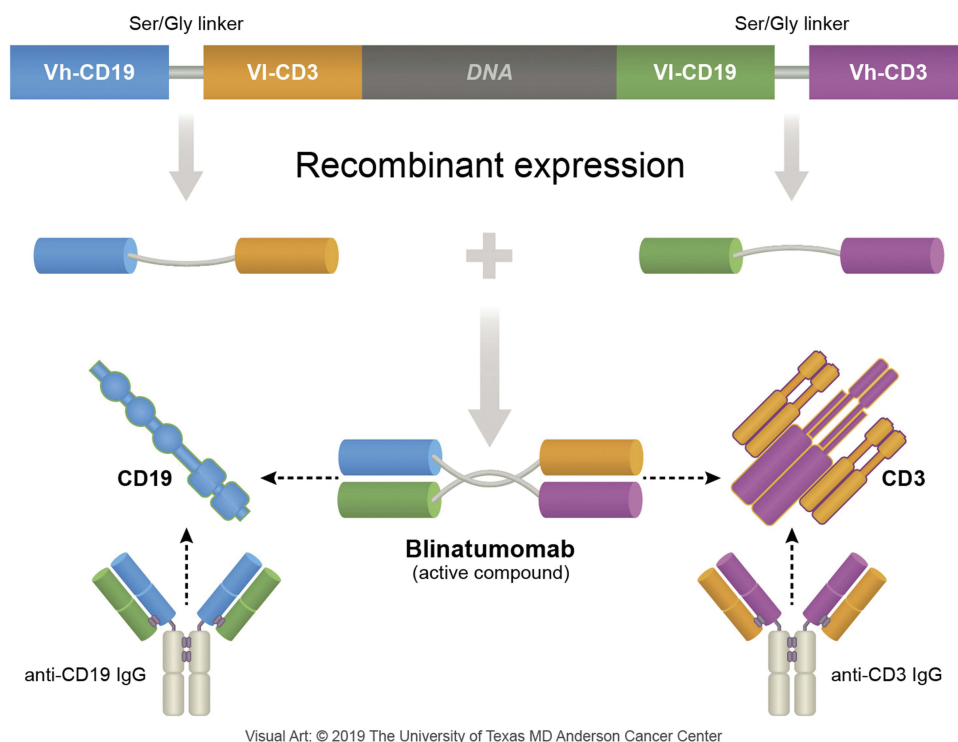 Ser/Gly linker
Ser/Gly linker
Vh-CD19
Vl-CD3
DNA
Vl-CD19
Vh-CD3
Recombinant expression
CD19
CD3
Blinatumomab
(active compound)
anti-CD19 IgG
anti-CD3 IgG
Visual Art: © 2019 The University of Texas MD Anderson Cancer Center